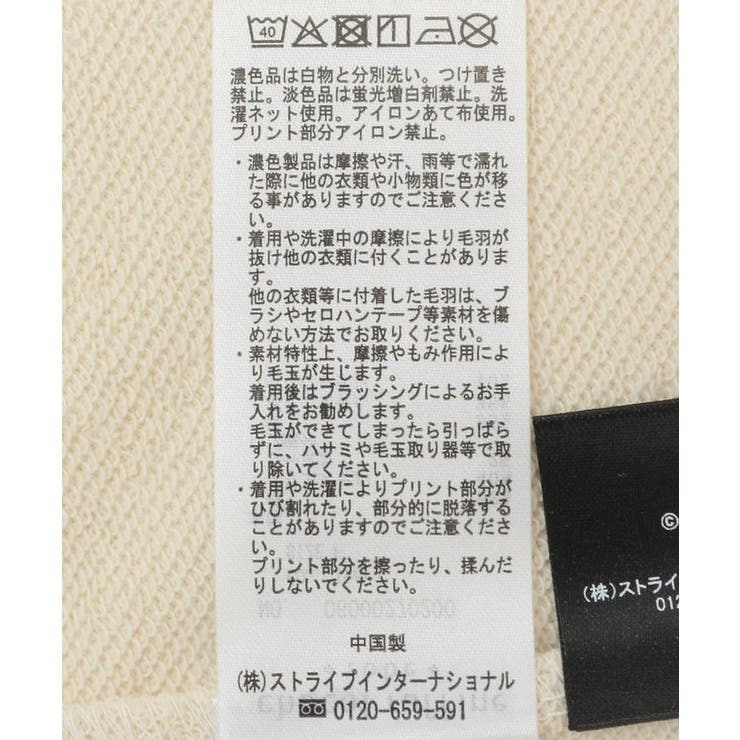 40
濃色品は白物と分別洗い。つけ置き
禁止。淡色品は蛍光増白剤禁止。洗
濯ネット使用。アイロンあて布使用。
プリント部分アイロン禁止。
・濃色製品は摩擦や汗、雨等で濡れ
た際に他の衣類や小物類に色が移
る事がありますのでご注意くださ
い。
・着用や洗濯中の摩擦により毛羽が
抜け他の衣類に付くことがありま
す。
他の衣類等に付着した毛羽は、ブ
ラシやセロハンテープ等素材を傷
めない方法でお取りください。
・素材特性上、摩擦やもみ作用によ
り毛玉が生じます。
着用後はブラッシングによるお手
入れをお勧めします。
毛玉ができてしまったら引っぱら
ずに、ハサミや毛玉取り器等で取
り除いてください。
・着用や洗濯によりプリント部分が
ひび割れたり、部分的に脱落する
ことがありますのでご注意くださ
い。
プリント部分を擦ったり、揉んだ
りしないでください。
中国製
(株)ストライプインターナショナル
0120-659-591
©
(株)ストライ
012